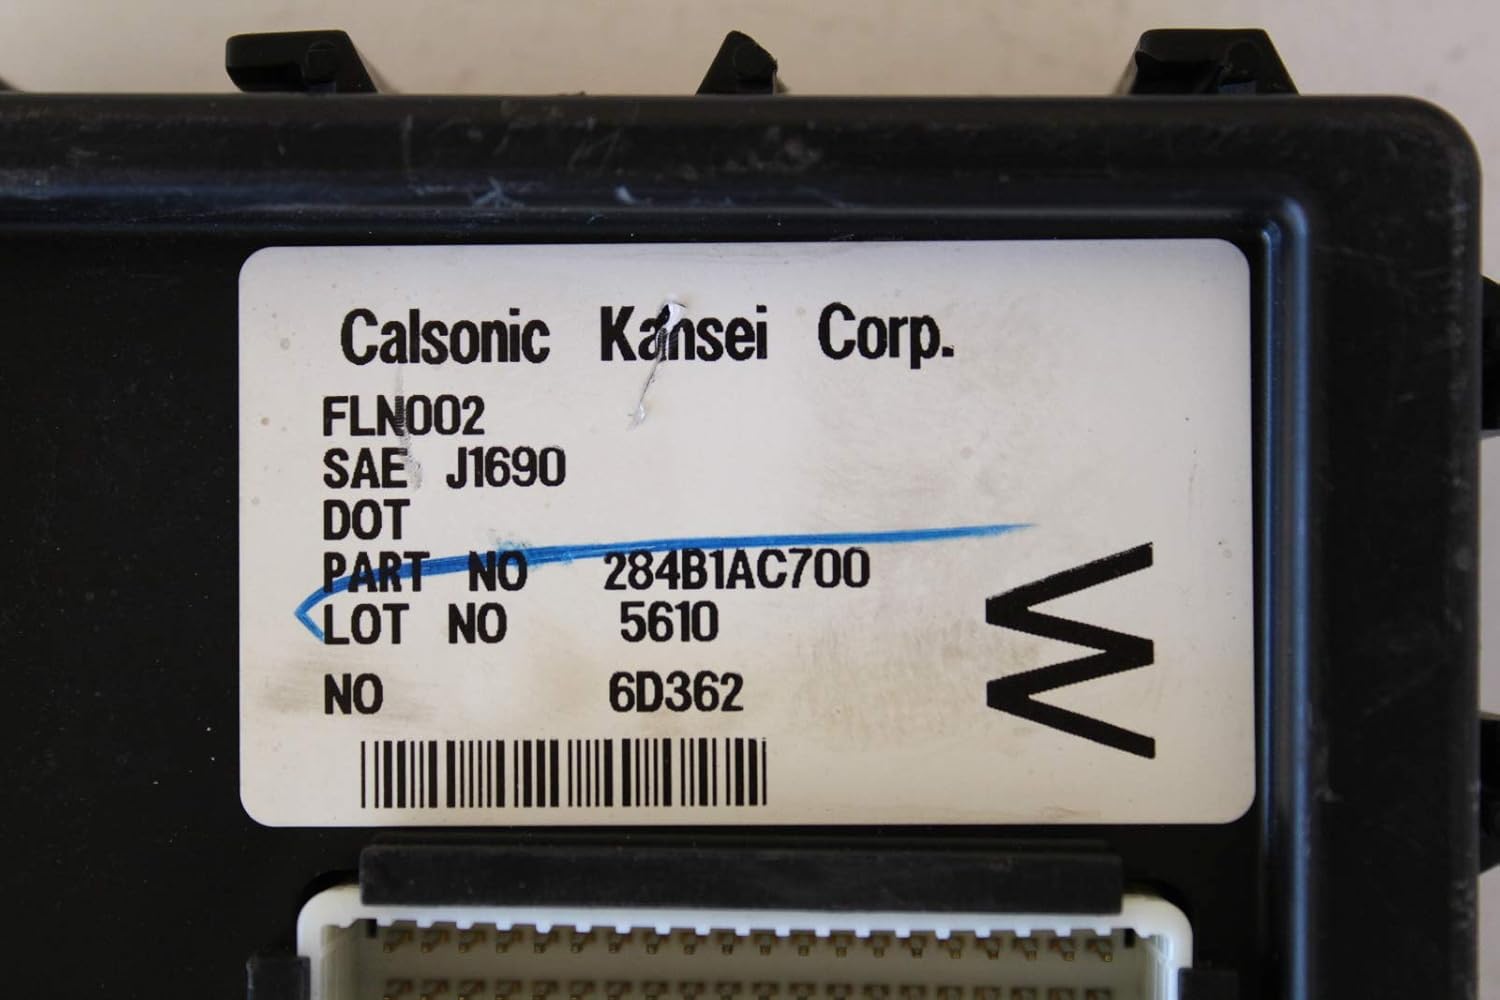 Calsonic Kansei Corp.
FLN002
SAE J1690
DOT
PART NO 284B1AC700
LOT NO 5610
NO 6D362
W